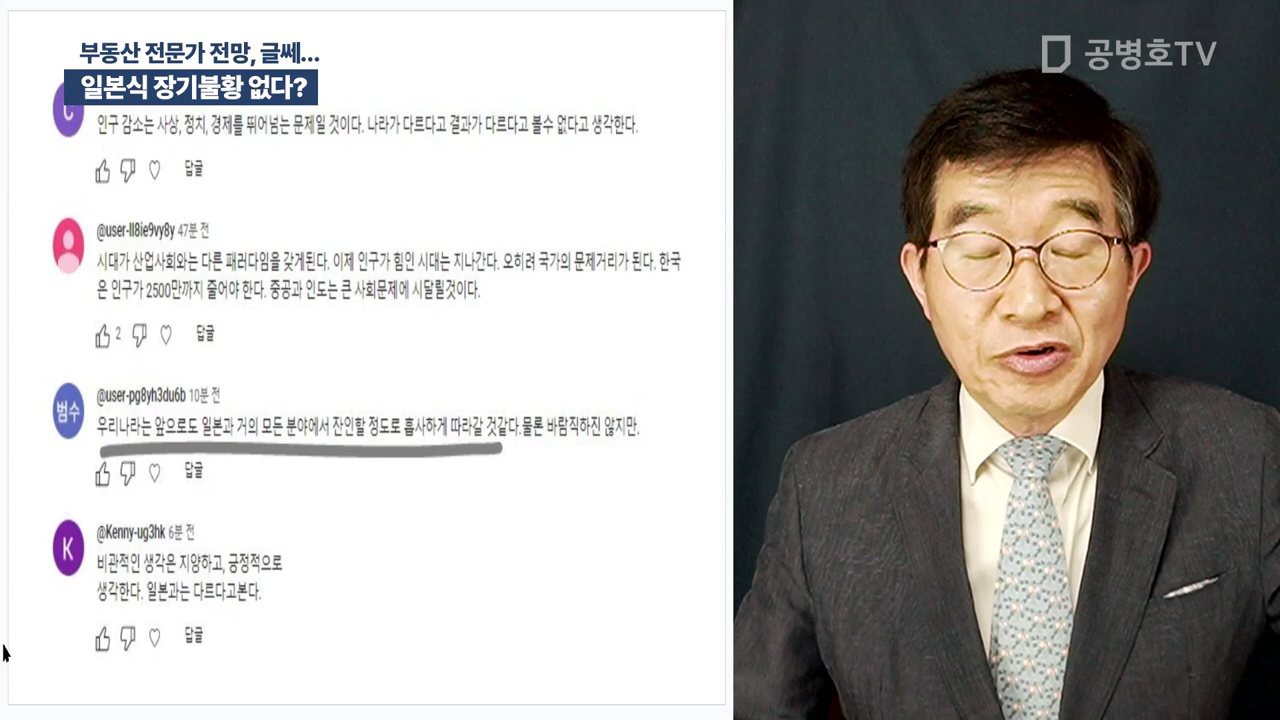 부동산 전문가 전망, 글쎄...
일본식 장기불황 없다?
공병호TV
인구 감소는 사상, 정치, 경제를 뛰어넘는 문제일 것이다. 나라가 다르다고 결과가 다르다고 볼수 없다고 생각한다.
답글
@user-ll8ie9vy8y 47분 전
시대가 산업사회와는 다른 패러다임을 갖게된다. 이제 인구가 힘인 시대는 지나간다. 오히려 국가의 문제거리가 된다. 한국
은 인구가 2500만까지 줄어야 한다. 중공과 인도는 큰 사회문제에 시달릴것이다.
2 답글
범수
@user-pg8yh3du6b 10분 전
우리나라는 앞으로도 일본과 거의 모든 분야에서 잔인할 정도로 흡사하게 따라갈 것같다.물론 바람직하진 않지만.
답글
K
@Kenny-ug3hk 6분 전
비관적인 생각은 지양하고, 긍정적으로
생각한다. 일본과는 다르다고본다.
답글